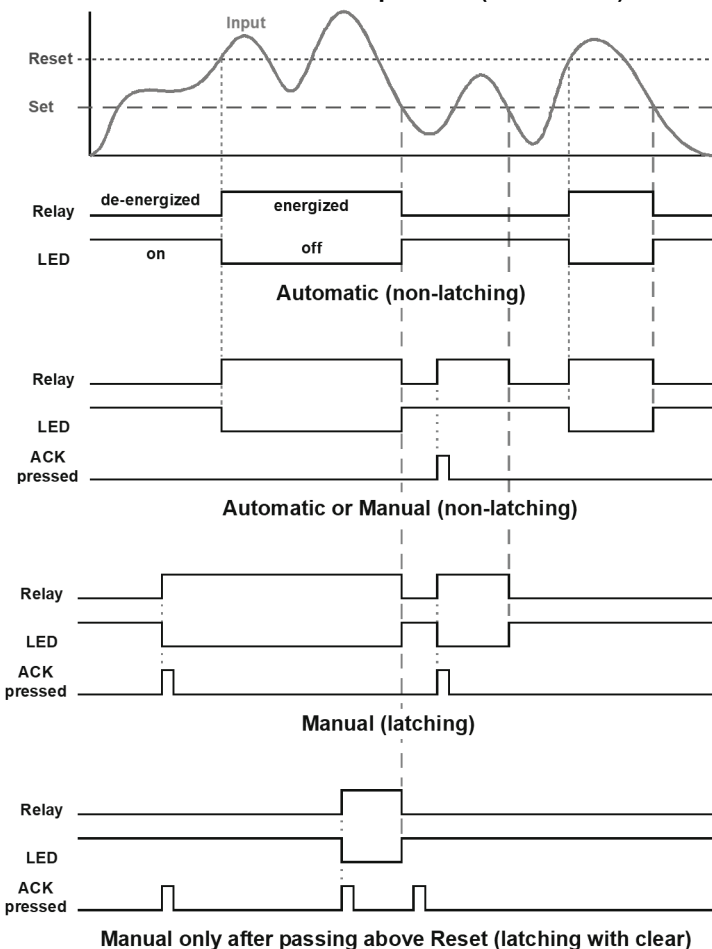 Input
Reset
Set
de-energized energized
Relay
LED on off
Automatic (non-latching)
Relay
LED
ACK
pressed
Automatic or Manual (non-latching)
Relay
LED
ACK
pressed
Manual (latching)
Relay
LED
ACK
pressed
Manual only after passing above Reset (latching with clear)